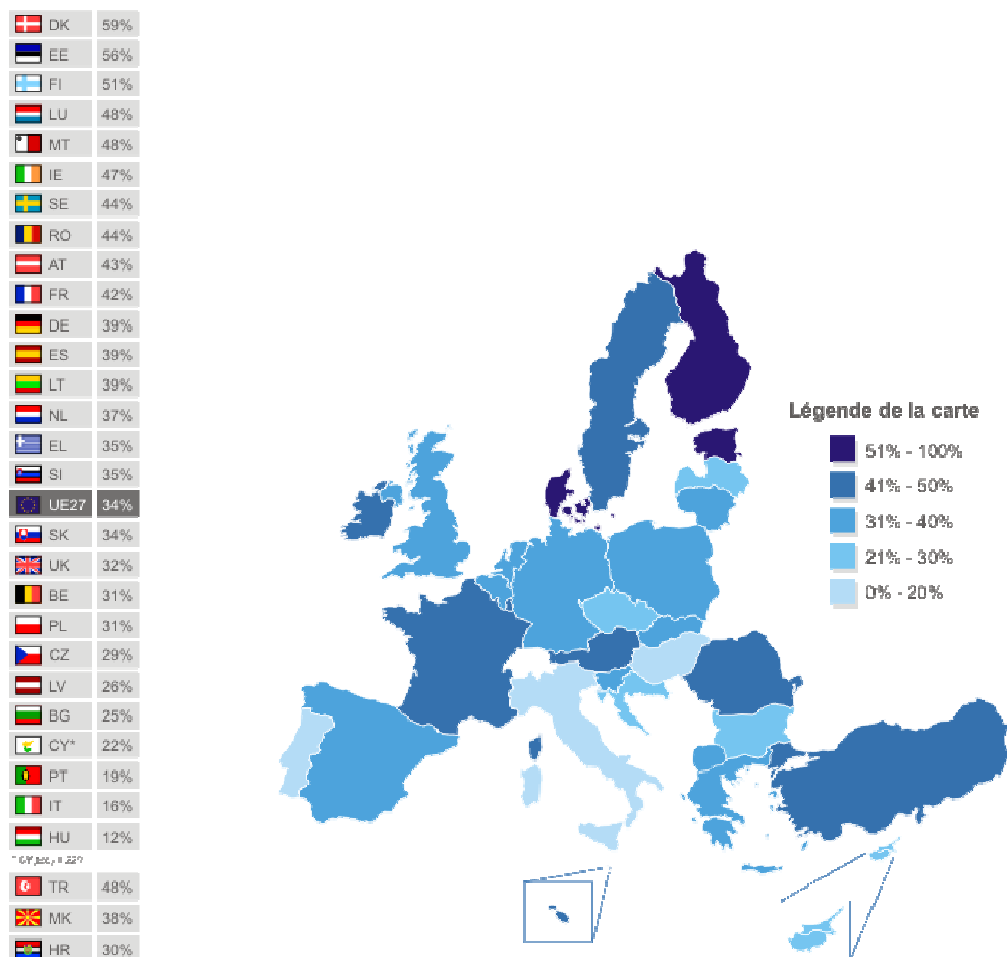 DK 59%
EE 56%
FI 51%
LU 48%
MT 48%
IE 47%
SE 44%
RO 44%
AT 43%
FR 42%
DE 39%
ES 39%
LT 39%
NL 37%
EL 35%
SI 35%
UE27 34%
SK 34%
UK 32%
BE 31%
PL 31%
CZ 29%
LV 26%
BG 25%
CY* 22%
PT 19%
IT 16%
HU 12%
TR 48%
MK 38%
HR 30%
Légende de la carte
51% - 100%
41% - 50%
31% - 40%
21% - 30%
0% - 20%